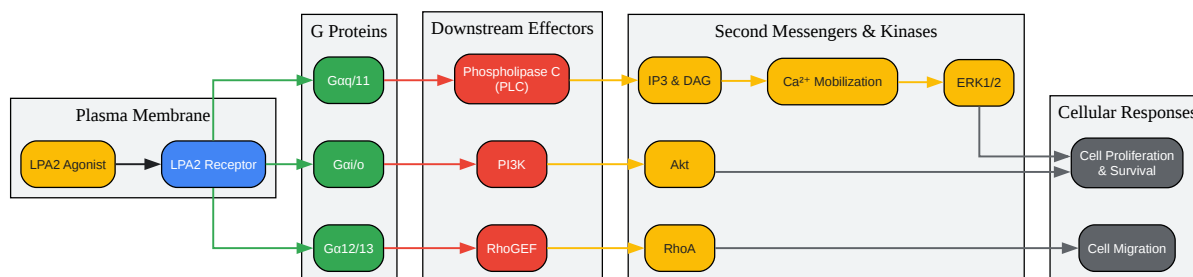 G Proteins
Downstream Effectors
Second Messengers & Kinases
Gαq/11
Phospholipase C
(PLC)
IP3 & DAG
Ca²⁺ Mobilization
ERK1/2
Plasma Membrane
Cellular Responses
LPA2 Agonist
LPA2 Receptor
Gαi/o
PI3K
Akt
Cell Proliferation
& Survival
Gα12/13
RhoGEF
RhoA
Cell Migration